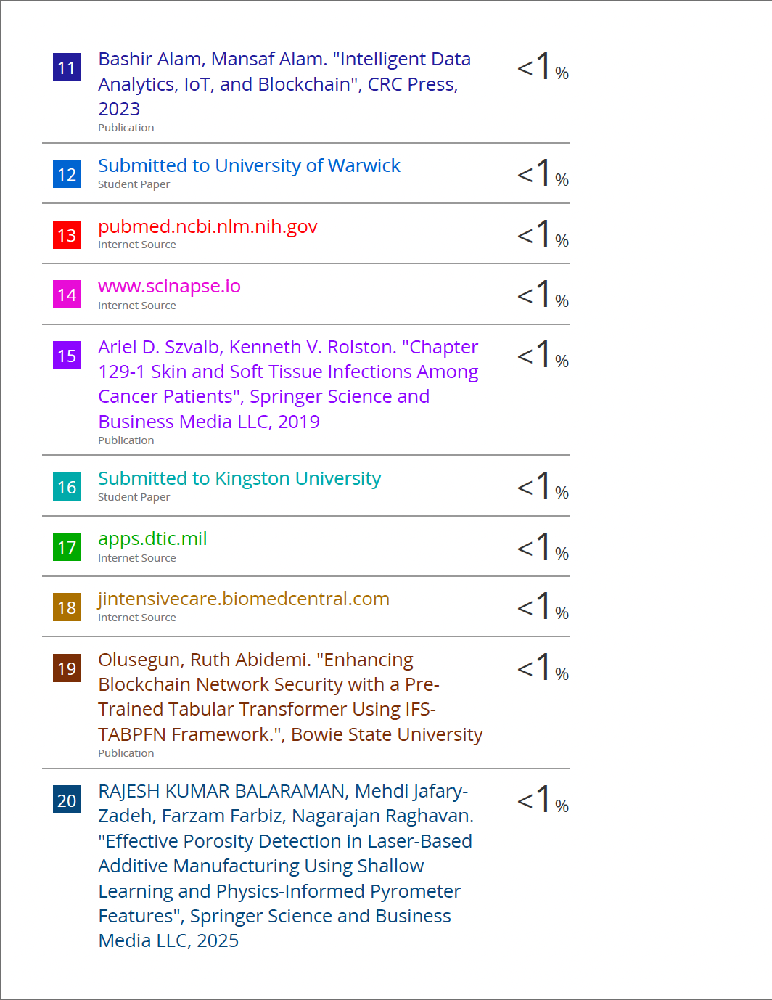 11 Bashir Alam, Mansaf Alam. "Intelligent Data <1%
Analytics, IoT, and Blockchain", CRC Press,
2023
Publication
12 Submitted to University of Warwick <1%
Student Paper
13 pubmed.ncbi.nlm.nih.gov <1%
Internet Source
14 www.scinapse.io <1%
Internet Source
15 Ariel D. Szvalb, Kenneth V. Rolston. "Chapter <1%
129-1 Skin and Soft Tissue Infections Among
Cancer Patients", Springer Science and
Business Media LLC, 2019
Publication
16 Submitted to Kingston University <1%
Student Paper
17 apps.dtic.mil <1%
Internet Source
18 jintensivecare.biomedcentral.com <1%
Internet Source
19 Olusegun, Ruth Abidemi. "Enhancing <1%
Blockchain Network Security with a Pre-
Trained Tabular Transformer Using IFS-
TABPFN Framework.", Bowie State University
Publication
20 RAJESH KUMAR BALARAMAN, Mehdi Jafary- <1%
Zadeh, Farzam Farbiz, Nagarajan Raghavan.
"Effective Porosity Detection in Laser-Based
Additive Manufacturing Using Shallow
Learning and Physics-Informed Pyrometer
Features", Springer Science and Business
Media LLC, 2025